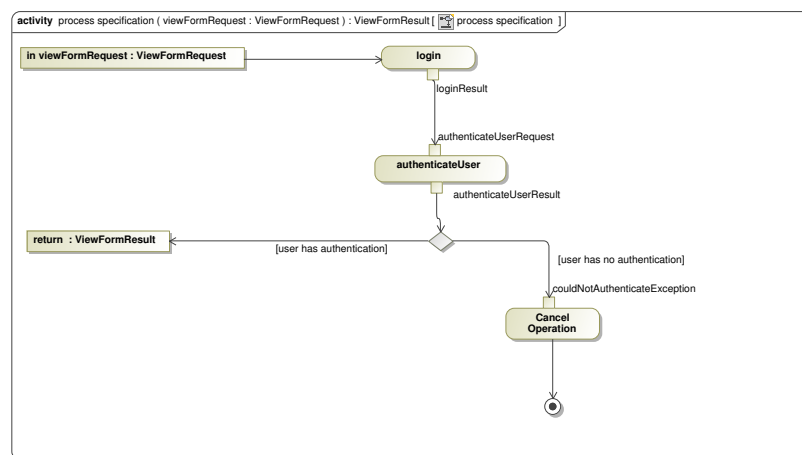 activity process specification ( viewFormRequest : ViewFormRequest ) : ViewFormResult [ process specification ]
in viewFormRequest : ViewFormRequest
login
loginResult
authenticateUserRequest
authenticateUser
authenticateUserResult
return : ViewFormResult
[user has authentication]
[user has no authentication]
couldNotAuthenticateException
Cancel
Operation